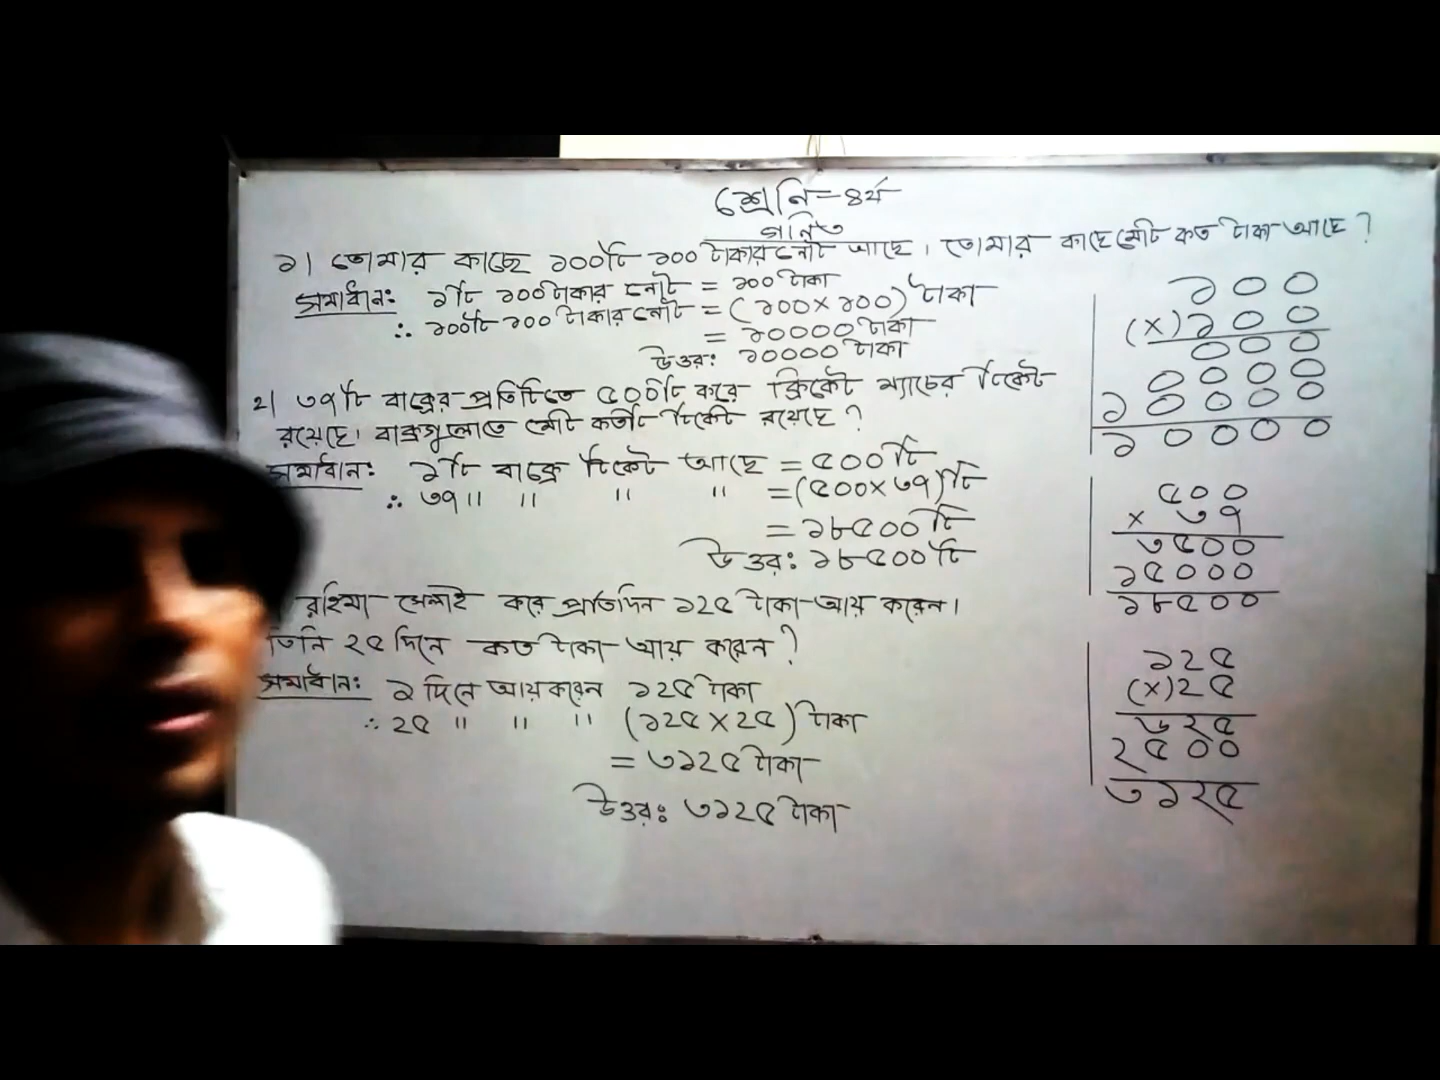 শ্রেনি-৪র্থ
গনিত
১। তোমার কাছে ১০০টি ১০০ টাকার নোট আছে। তোমার কাছে মোট কত টাকা আছে?
সমাধান: ১টি ১০০ টাকার নোট = ১০০ টাকা
∴ ১০০টি ১০০ টাকার নোট = (১০০×১০০) টাকা
= ১০০০০ টাকা
উত্তর: ১০০০০ টাকা
১০০
(×)১০০
০০০
০০০০
১০০০০
১০০০০
২। ৩৭টি বাক্সের প্রতিটিতে ৫০০টি করে ক্রিকেট ম্যাচের টিকেট
রয়েছে। বাক্সগুলোতে মোট কতটি টিকেট রয়েছে?
সমাধান: ১টি বাক্সে টিকেট আছে = ৫০০টি
∴ ৩৭ " " " " =(৫০০×৩৭)টি
= ১৮৫০০টি
উত্তর: ১৮৫০০টি
৫০০
× ৩৭
৩৫০০
১৫০০০
১৮৫০০
রহিমা সেলাই করে প্রতিদিন ১২৫ টাকা আয় করেন।
তিনি ২৫ দিনে কত টাকা আয় করেন?
সমাধান: ১ দিনে আয় করেন ১২৫ টাকা
∴ ২৫ " " " (১২৫×২৫) টাকা
= ৩১২৫ টাকা
উত্তর: ৩১২৫ টাকা
১২৫
(×)২৫
৬২৫
২৫০০
৩১২৫